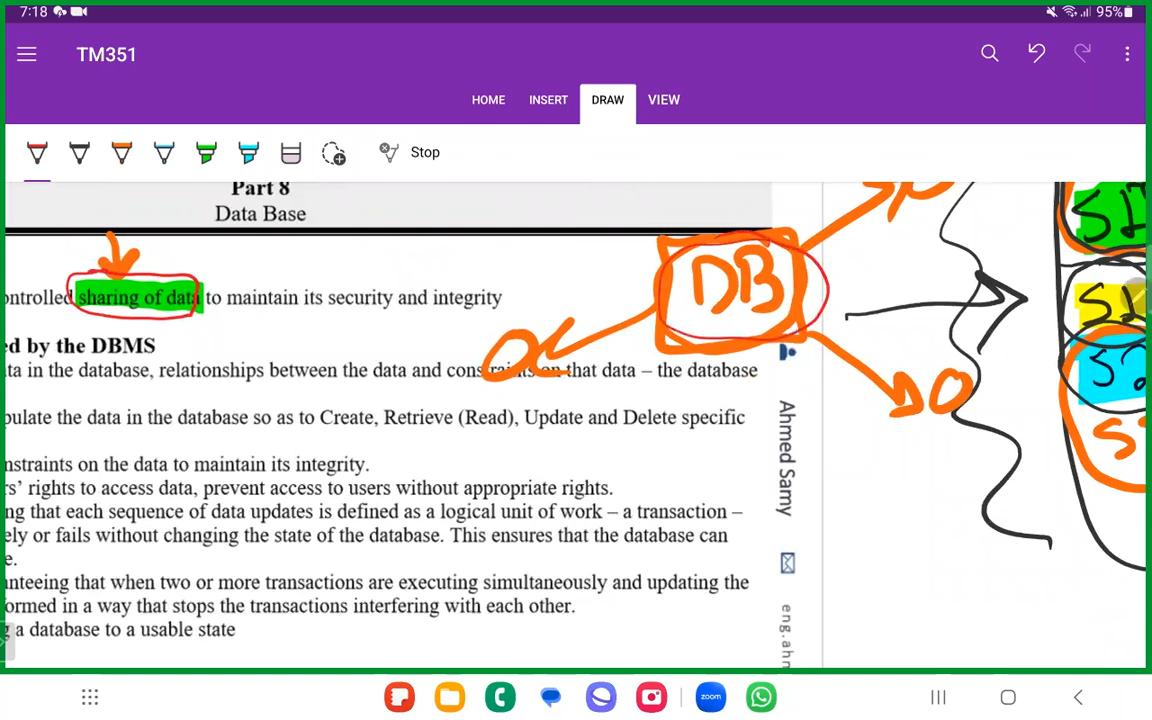 7:18
95%
TM351
HOME INSERT DRAW VIEW
Stop
Part 8
Data Base
ontrolled sharing of data to maintain its security and integrity
ed by the DBMS
ta in the database, relationships between the data and constraints on that data – the database
pulate the data in the database so as to Create, Retrieve (Read), Update and Delete specific
nstraints on the data to maintain its integrity.
rs’ rights to access data, prevent access to users without appropriate rights.
ng that each sequence of data updates is defined as a logical unit of work – a transaction –
ely or fails without changing the state of the database. This ensures that the database can
e.
nteeing that when two or more transactions are executing simultaneously and updating the
ormed in a way that stops the transactions interfering with each other.
g a database to a usable state
DB
Ahmed Samy
eng.ahm
S1
S2
zoom